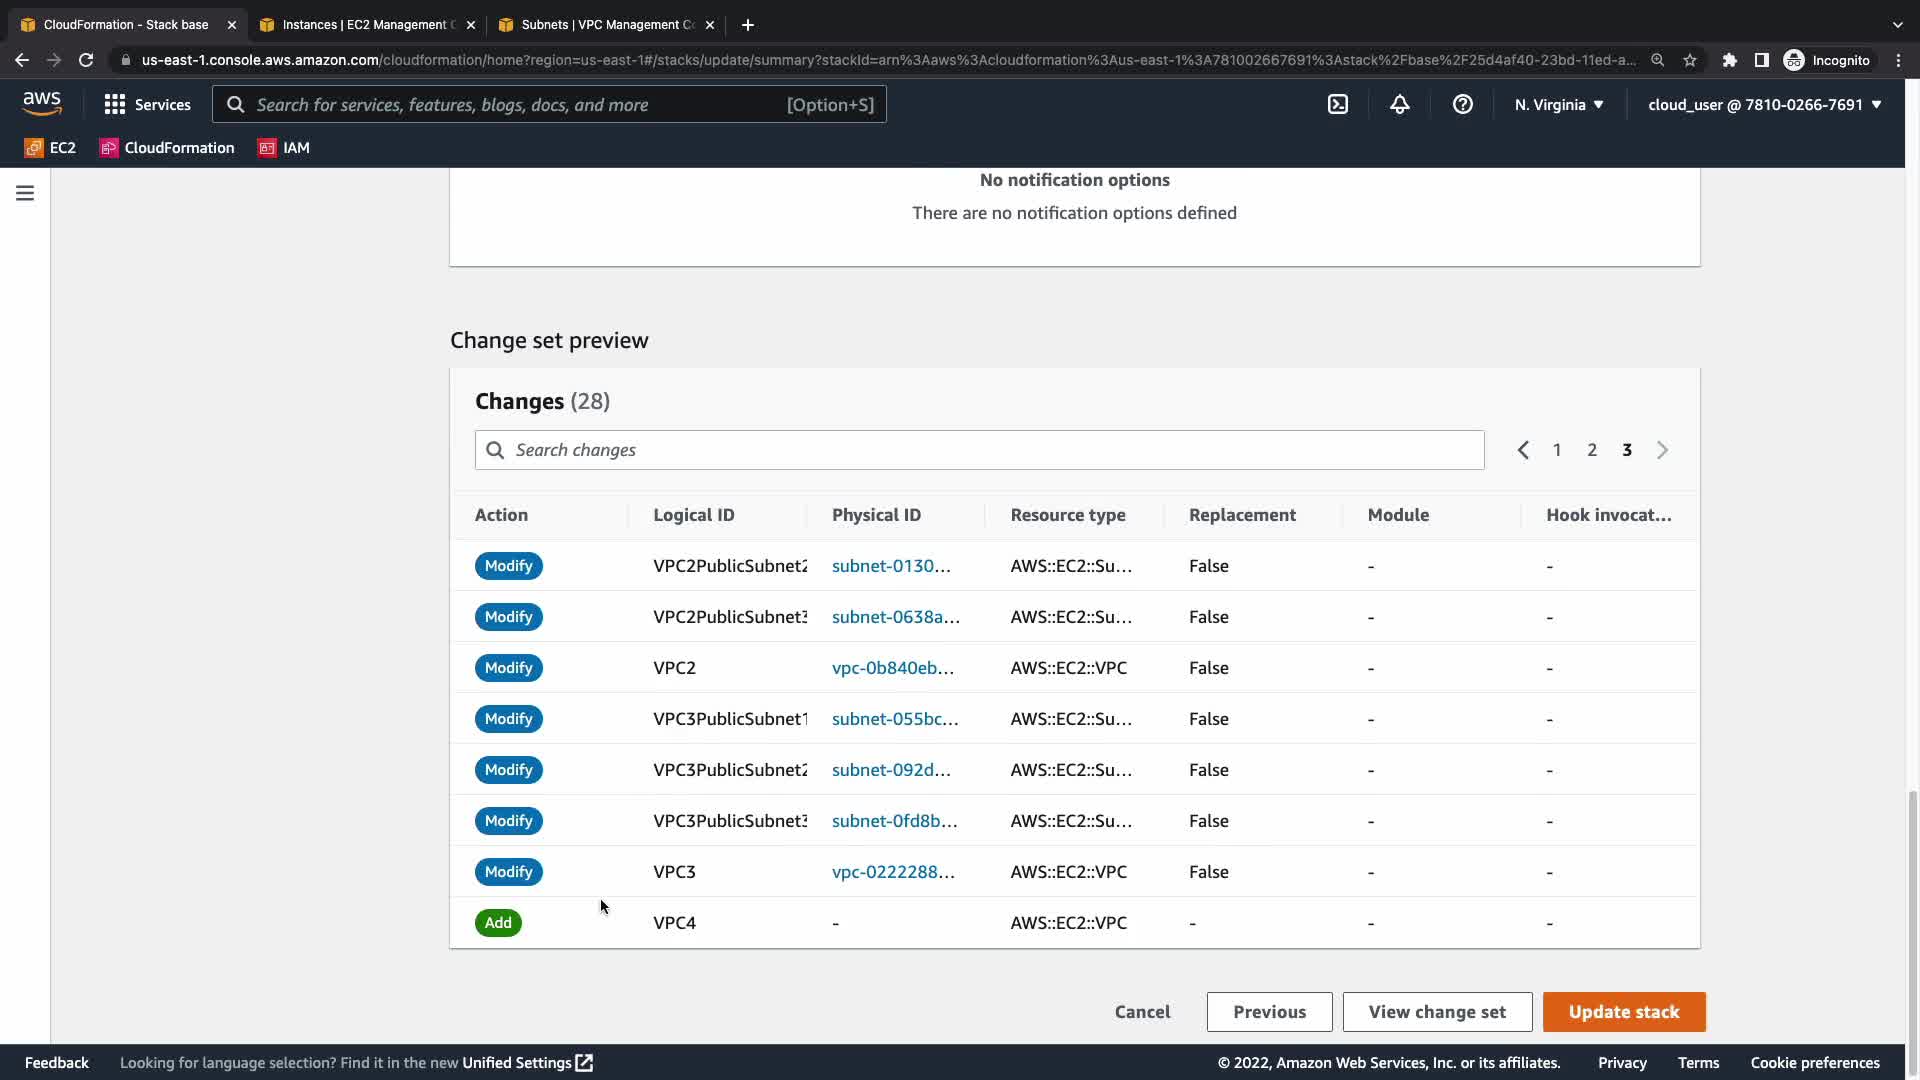 CloudFormation - Stack base
Instances | EC2 Management C
Subnets | VPC Management Co
us-east-1.console.aws.amazon.com/cloudformation/home?region=us-east-1#/stacks/update/summary?stackId=arn%3Aaws%3Acloudformation%3Aus-east-1%3A781002667691%3Astack%2Fbase%2F25d4af40-23bd-11ed-a...
Incognito
aws
Services
Search for services, features, blogs, docs, and more
[Option+S]
N. Virginia
cloud_user @ 7810-0266-7691
EC2
CloudFormation
IAM
No notification options
There are no notification options defined
Change set preview
Changes (28)
Search changes
1 2 3
Action Logical ID Physical ID Resource type Replacement Module Hook invocat...
Modify VPC2PublicSubnet2 subnet-0130... AWS::EC2::Su... False - -
Modify VPC2PublicSubnet3 subnet-0638a... AWS::EC2::Su... False - -
Modify VPC2 vpc-0b840eb... AWS::EC2::VPC False - -
Modify VPC3PublicSubnet1 subnet-055bc... AWS::EC2::Su... False - -
Modify VPC3PublicSubnet2 subnet-092d... AWS::EC2::Su... False - -
Modify VPC3PublicSubnet3 subnet-0fd8b... AWS::EC2::Su... False - -
Modify VPC3 vpc-0222288... AWS::EC2::VPC False - -
Add VPC4 - AWS::EC2::VPC - - -
Cancel
Previous
View change set
Update stack
Feedback
Looking for language selection? Find it in the new Unified Settings
© 2022, Amazon Web Services, Inc. or its affiliates.
Privacy
Terms
Cookie preferences